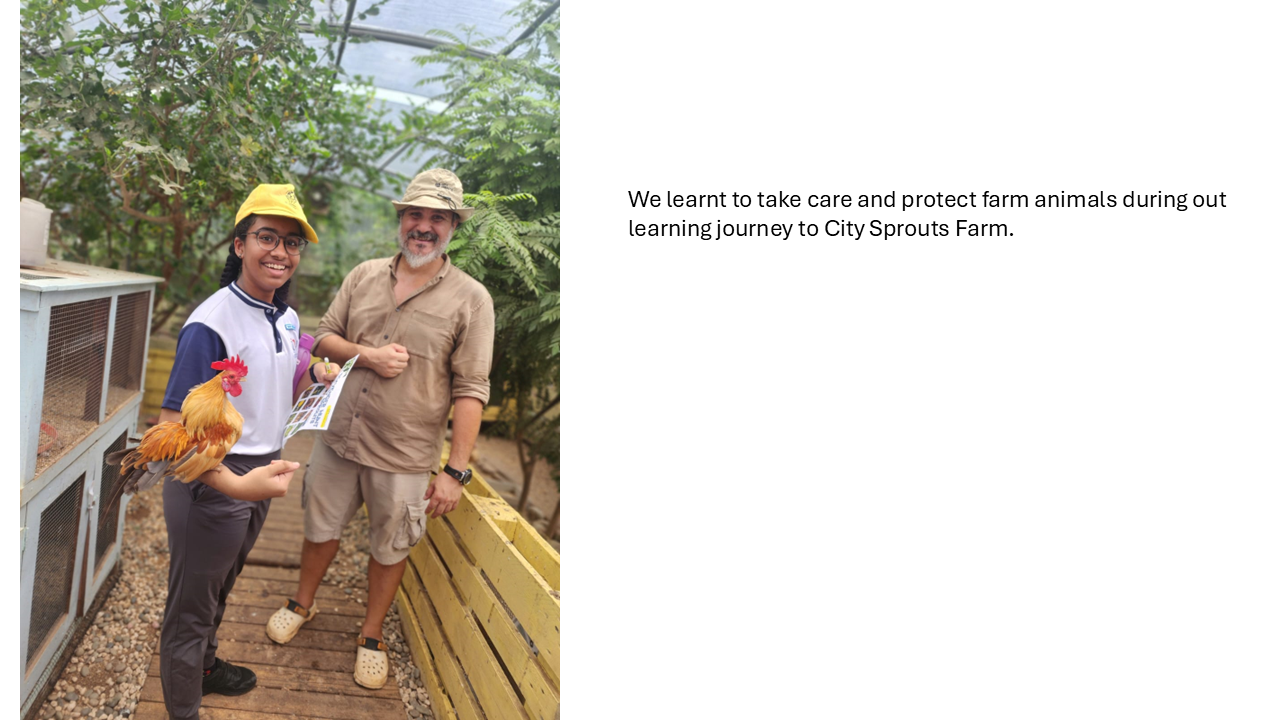 We learnt to take care and protect farm animals during out
learning journey to City Sprouts Farm.